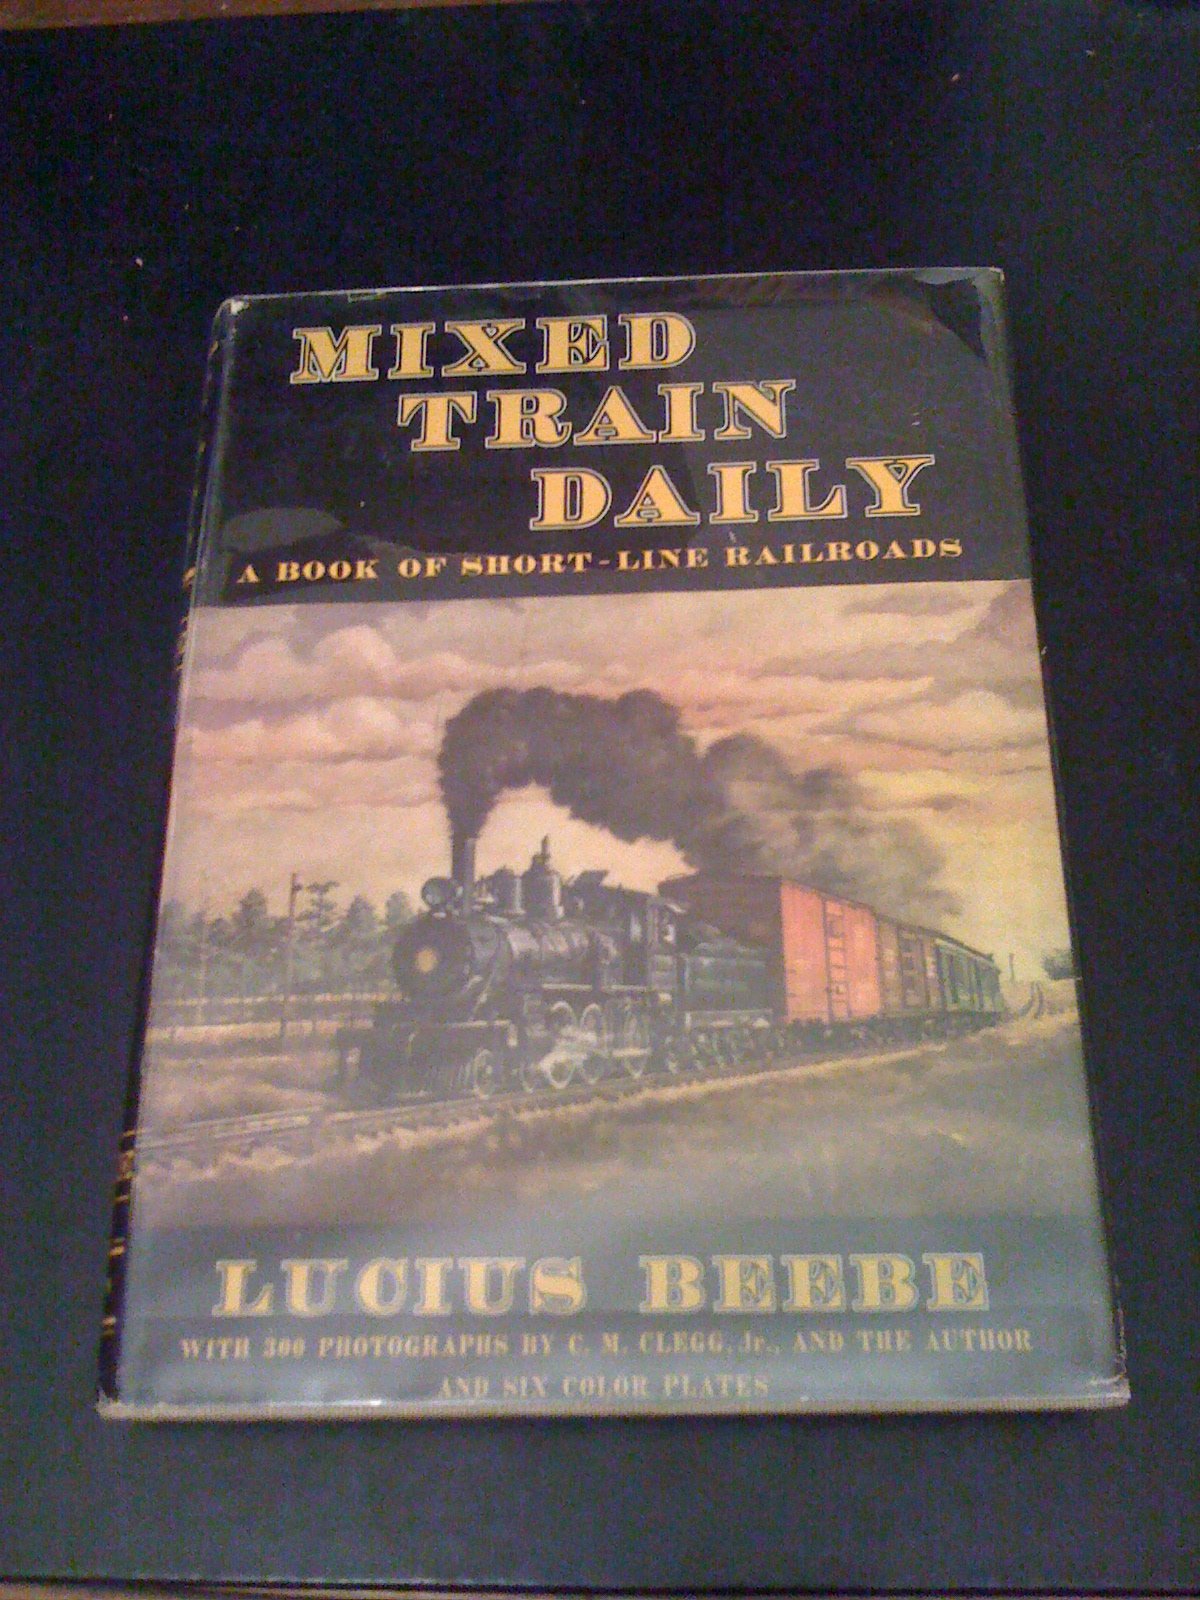 MIXED
TRAIN
DAILY
A BOOK OF SHORT-LINE RAILROADS
LUCIUS BEEBE
WITH 300 PHOTOGRAPHS BY C. M. CLEGG, Jr., AND THE AUTHOR
AND SIX COLOR PLATES